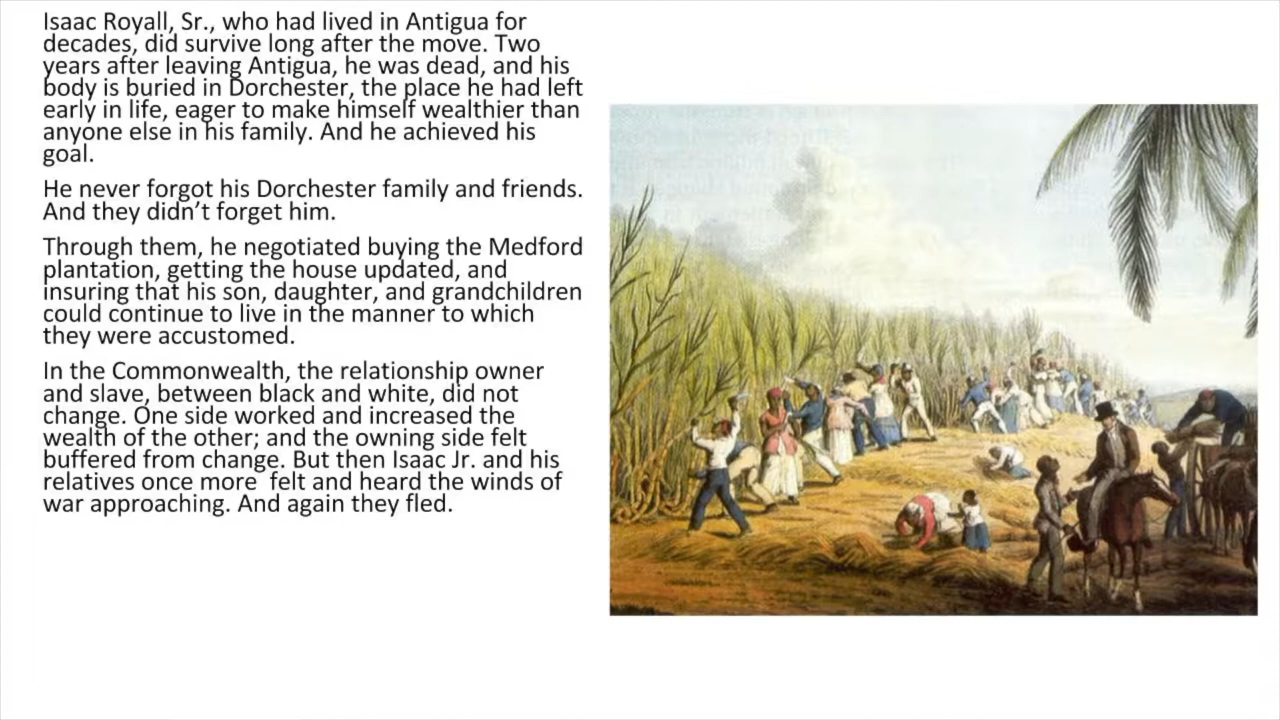 Isaac Royall, Sr., who had lived in Antigua for
decades, did survive long after the move. Two
years after leaving Antigua, he was dead, and his
body is buried in Dorchester, the place he had left
early in life, eager to make himself wealthier than
anyone else in his family. And he achieved his
goal.
He never forgot his Dorchester family and friends.
And they didn’t forget him.
Through them, he negotiated buying the Medford
plantation, getting the house updated, and
insuring that his son, daughter, and grandchildren
could continue to live in the manner to which
they were accustomed.
In the Commonwealth, the relationship owner
and slave, between black and white, did not
change. One side worked and increased the
wealth of the other; and the owning side felt
buffered from change. But then Isaac Jr. and his
relatives once more  felt and heard the winds of
war approaching. And again they fled.